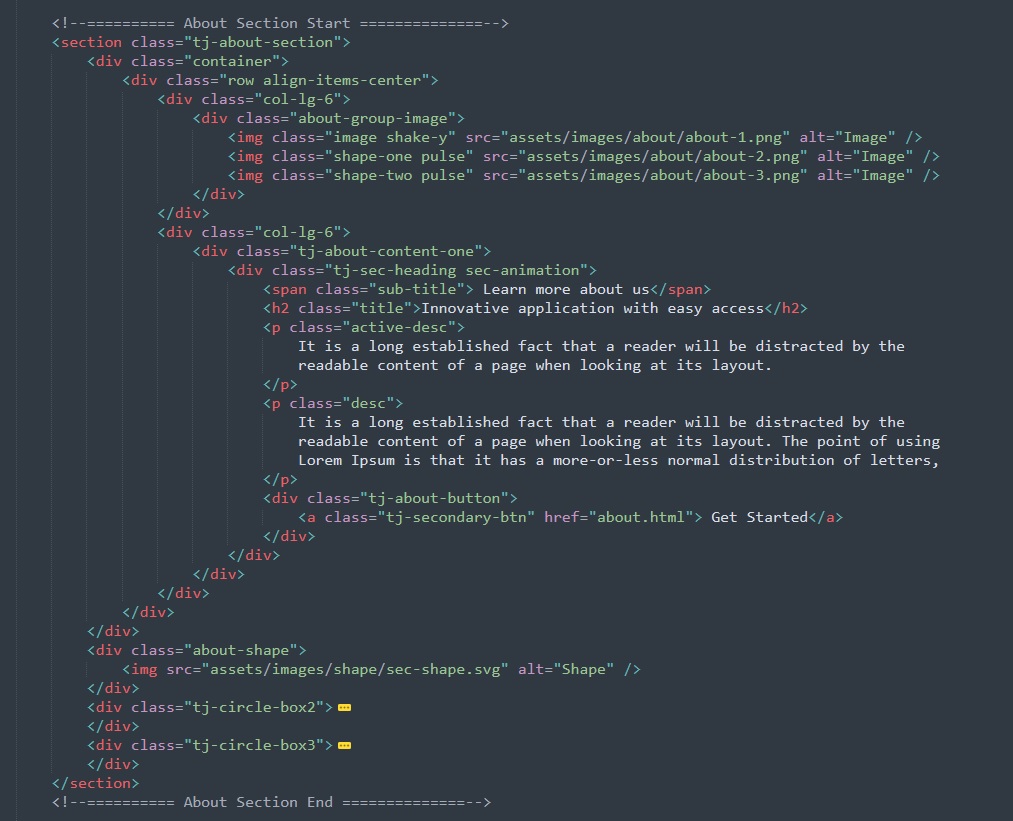 <!--========== About Section Start ==============-->
<section class="tj-about-section">
    <div class="container">
        <div class="row align-items-center">
            <div class="col-lg-6">
                <div class="about-group-image">
                    <img class="image shake-y" src="assets/images/about/about-1.png" alt="Image" />
                    <img class="shape-one pulse" src="assets/images/about/about-2.png" alt="Image" />
                    <img class="shape-two pulse" src="assets/images/about/about-3.png" alt="Image" />
                </div>
            </div>
            <div class="col-lg-6">
                <div class="tj-about-content-one">
                    <div class="tj-sec-heading sec-animation">
                        <span class="sub-title"> Learn more about us</span>
                        <h2 class="title">Innovative application with easy access</h2>
                        <p class="active-desc">
                            It is a long established fact that a reader will be distracted by the
                            readable content of a page when looking at its layout.
                        </p>
                        <p class="desc">
                            It is a long established fact that a reader will be distracted by the
                            readable content of a page when looking at its layout. The point of using
                            Lorem Ipsum is that it has a more-or-less normal distribution of letters,
                        </p>
                        <div class="tj-about-button">
                            <a class="tj-secondary-btn" href="about.html"> Get Started</a>
                        </div>
                    </div>
                </div>
            </div>
        </div>
    </div>
    <div class="about-shape">
        <img src="assets/images/shape/sec-shape.svg" alt="Shape" />
    </div>
    <div class="tj-circle-box2">
    </div>
    <div class="tj-circle-box3">
    </div>
</section>
<!--========== About Section End ==============-->